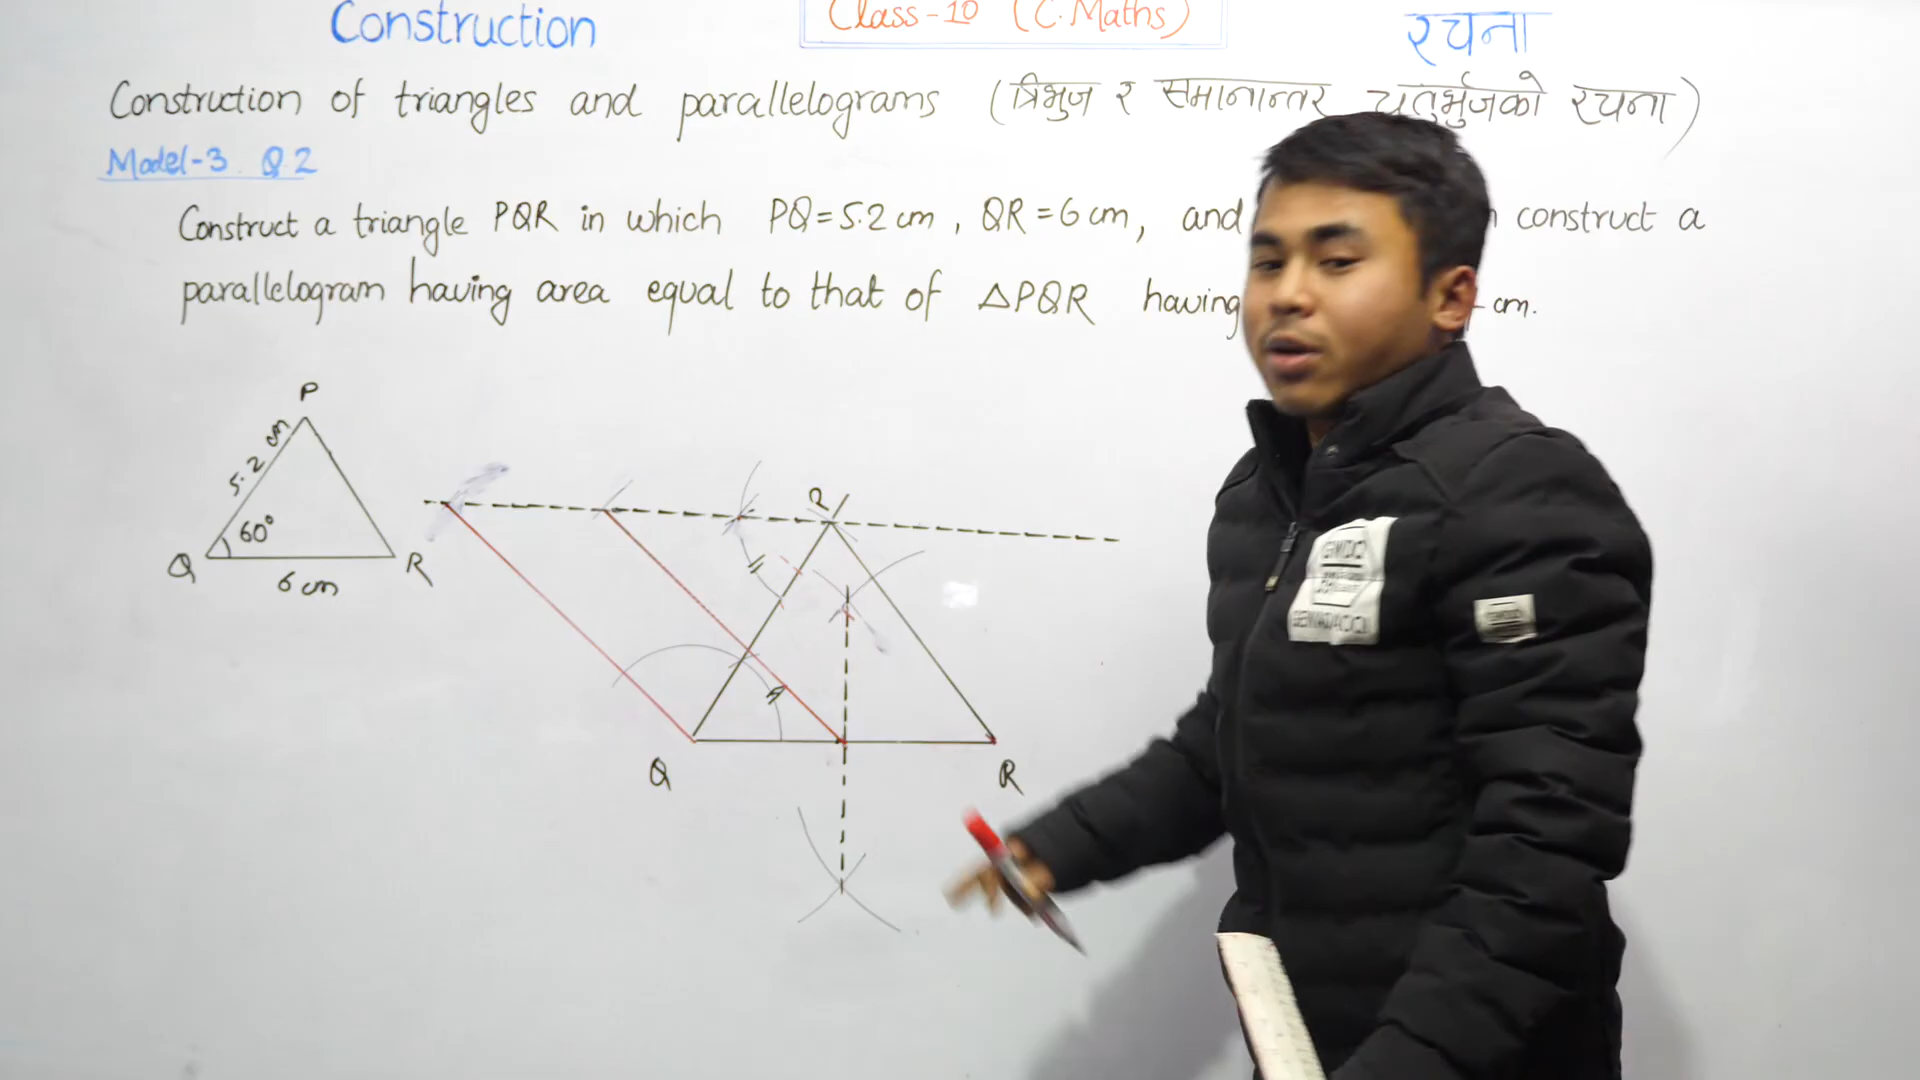 Construction
Class-10 (C.Maths)
रचना
Construction of triangles and parallelograms (त्रिभुज र समानान्तर चतुर्भुजको रचना)
Model-3. Q.2
Construct a triangle PQR in which PQ=5.2 cm, QR=6 cm, and construct a
parallelogram having area equal to that of △PQR having cm.
P
5.2 cm
60°
Q
R
6 cm
Q
R